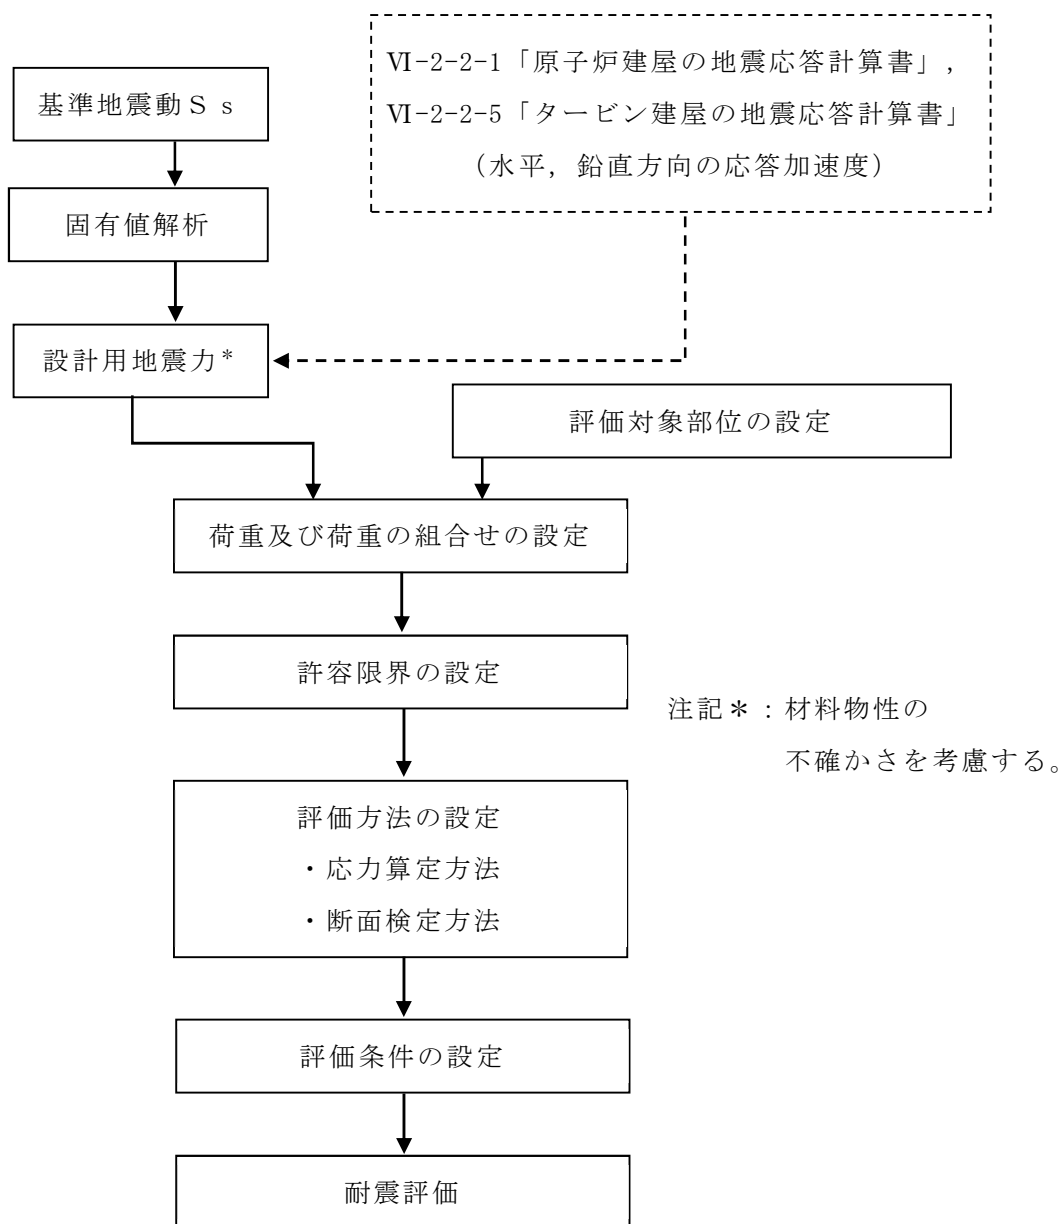 Ⅵ-2-2-1「原子炉建屋の地震応答計算書」,
Ⅵ-2-2-5「タービン建屋の地震応答計算書」
（水平，鉛直方向の応答加速度）
基準地震動Ｓｓ
固有値解析
設計用地震力*
評価対象部位の設定
荷重及び荷重の組合せの設定
許容限界の設定
注記＊：材料物性の
不確かさを考慮する。
評価方法の設定
・応力算定方法
・断面検定方法
評価条件の設定
耐震評価